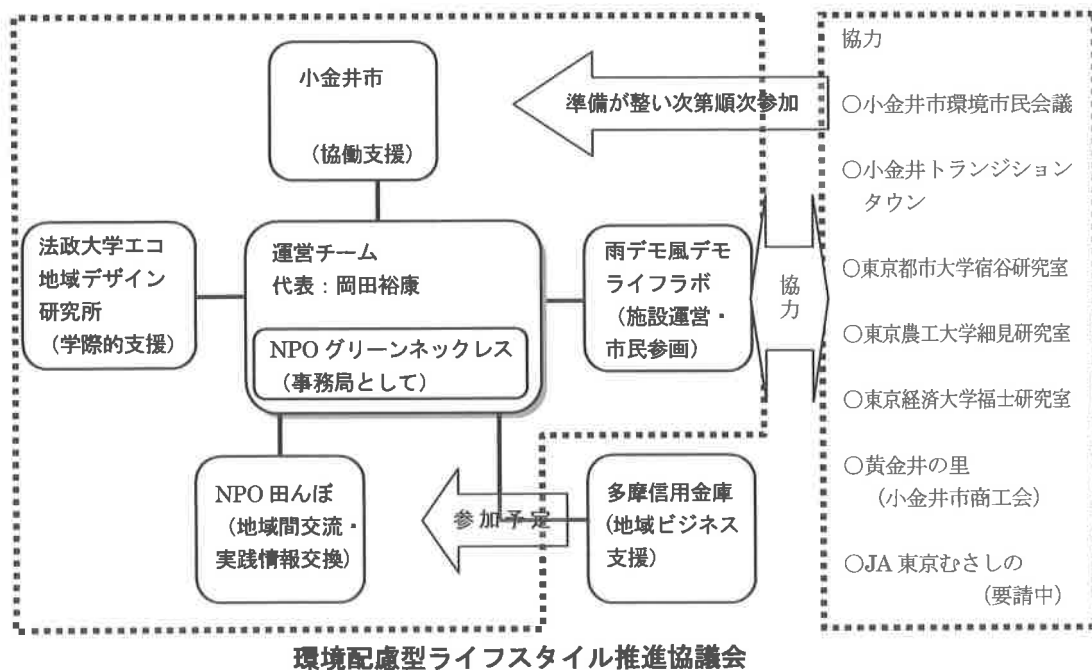 小金井市
（協働支援）
準備が整い次第順次参加
法政大学エコ
地域デザイン
研究所
（学際的支援）
運営チーム
代表：岡田裕康
NPO グリーンネックレス
（事務局として）
雨デモ風デモ
ライフラボ
（施設運営・
市民参画）
協力
NPO 田んぼ
（地域間交流・
実践情報交換）
参加予定
多摩信用金庫
(地域ビジネス
支援）
協力
○小金井市環境市民会議
○小金井トランジション
タウン
○東京都市大学宿谷研究室
○東京農工大学細見研究室
○東京経済大学福士研究室
○黄金井の里
（小金井市商工会）
○JA 東京むさしの
（要請中）
環境配慮型ライフスタイル推進協議会